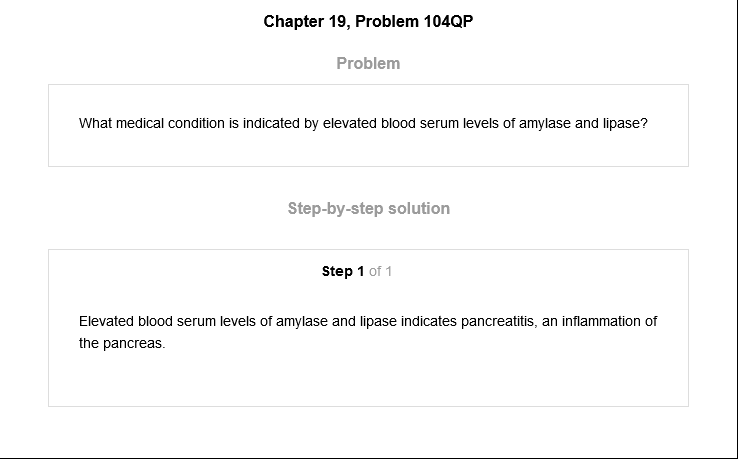 Chapter 19, Problem 104QP
Problem
What medical condition is indicated by elevated blood serum levels of amylase and lipase?
Step-by-step solution
Step 1 of 1
Elevated blood serum levels of amylase and lipase indicates pancreatitis, an inflammation of
the pancreas.